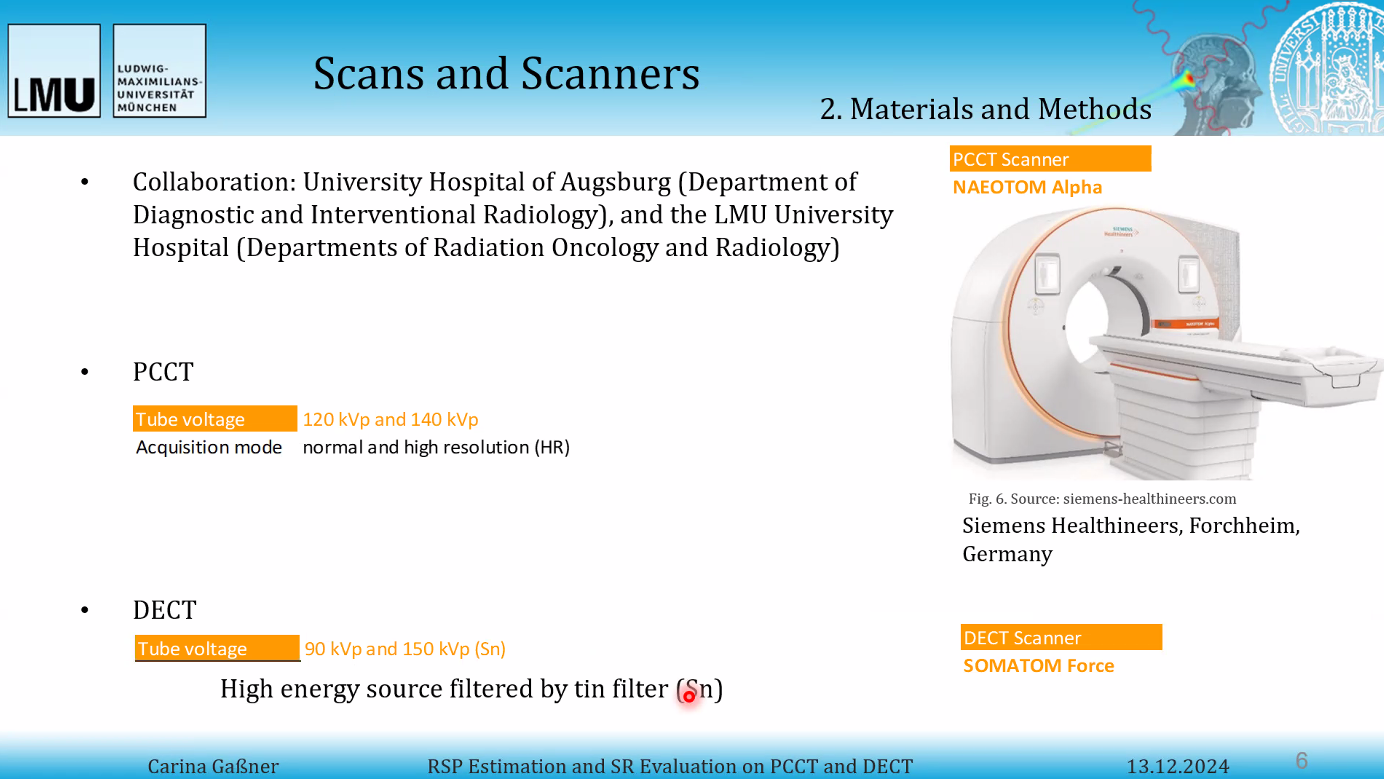 LMU
LUDWIG-
MAXIMILIANS-
UNIVERSITÄT
MÜNCHEN
Scans and Scanners
2. Materials and Methods
• Collaboration: University Hospital of Augsburg (Department of
Diagnostic and Interventional Radiology), and the LMU University
Hospital (Departments of Radiation Oncology and Radiology)
PCCT Scanner
NAEOTOM Alpha
SIEMENS
Healthineers
NAEOTOM Alpha
• PCCT
Tube voltage 120 kVp and 140 kVp
Acquisition mode normal and high resolution (HR)
Fig. 6. Source: siemens-healthineers.com
Siemens Healthineers, Forchheim,
Germany
• DECT
Tube voltage 90 kVp and 150 kVp (Sn)
High energy source filtered by tin filter (Sn)
DECT Scanner
SOMATOM Force
Carina Gaßner RSP Estimation and SR Evaluation on PCCT and DECT 13.12.2024 6